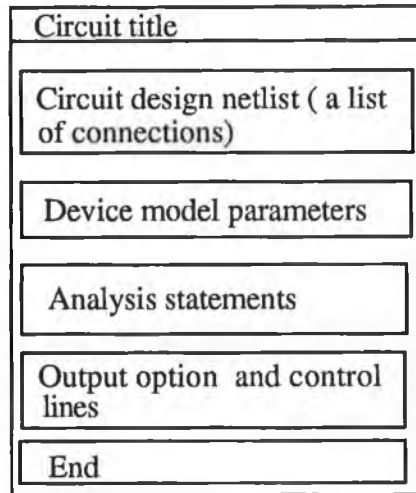 Circuit title
Circuit design netlist ( a list
of connections)
Device model parameters
Analysis statements
Output option and control
lines
End